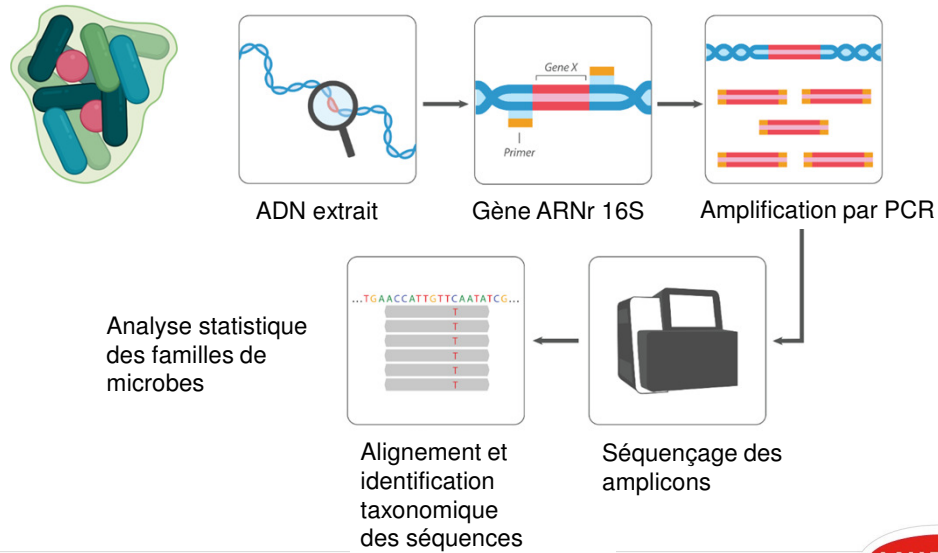 Gene X
Primer
ADN extrait
Gène ARNr 16S
Amplification par PCR
...TGAACCATTGTTCAATATCG...
T
T
T
T
T
T
Analyse statistique
des familles de
microbes
Alignement et
identification
taxonomique
des séquences
Séquençage des
amplicons